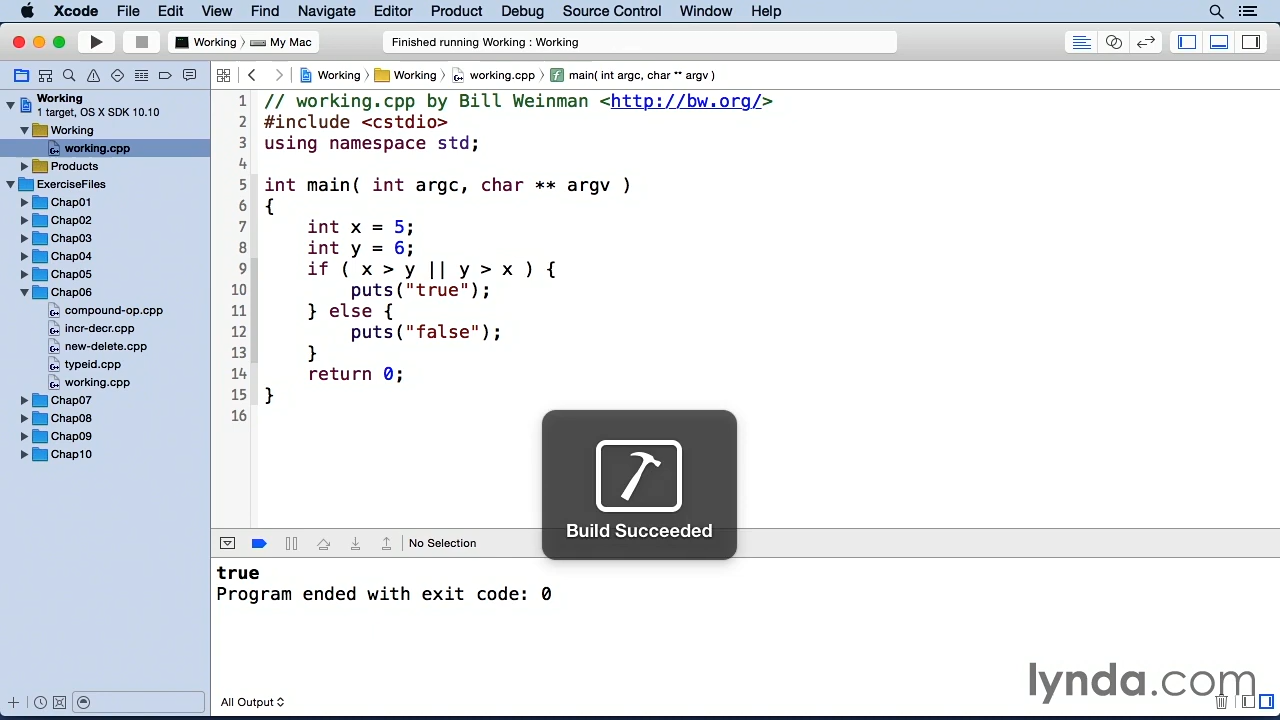 Xcode File Edit View Find Navigate Editor Product Debug Source Control Window Help
Working 〉 My Mac
Finished running Working : Working
Working 〉 Working 〉 working.cpp 〉 main( int argc, char ** argv )
Working
1 target, OS X SDK 10.10
Working
working.cpp
Products
ExerciseFiles
Chap01
Chap02
Chap03
Chap04
Chap05
Chap06
compound-op.cpp
incr-decr.cpp
new-delete.cpp
typeid.cpp
working.cpp
Chap07
Chap08
Chap09
Chap10
1 // working.cpp by Bill Weinman <http://bw.org/>
2 #include <cstdio>
3 using namespace std;
4
5 int main( int argc, char ** argv )
6 {
7 int x = 5;
8 int y = 6;
9 if ( x > y || y > x ) {
10 puts("true");
11 } else {
12 puts("false");
13 }
14 return 0;
15 }
16
Build Succeeded
No Selection
true
Program ended with exit code: 0
All Output
lynda.com